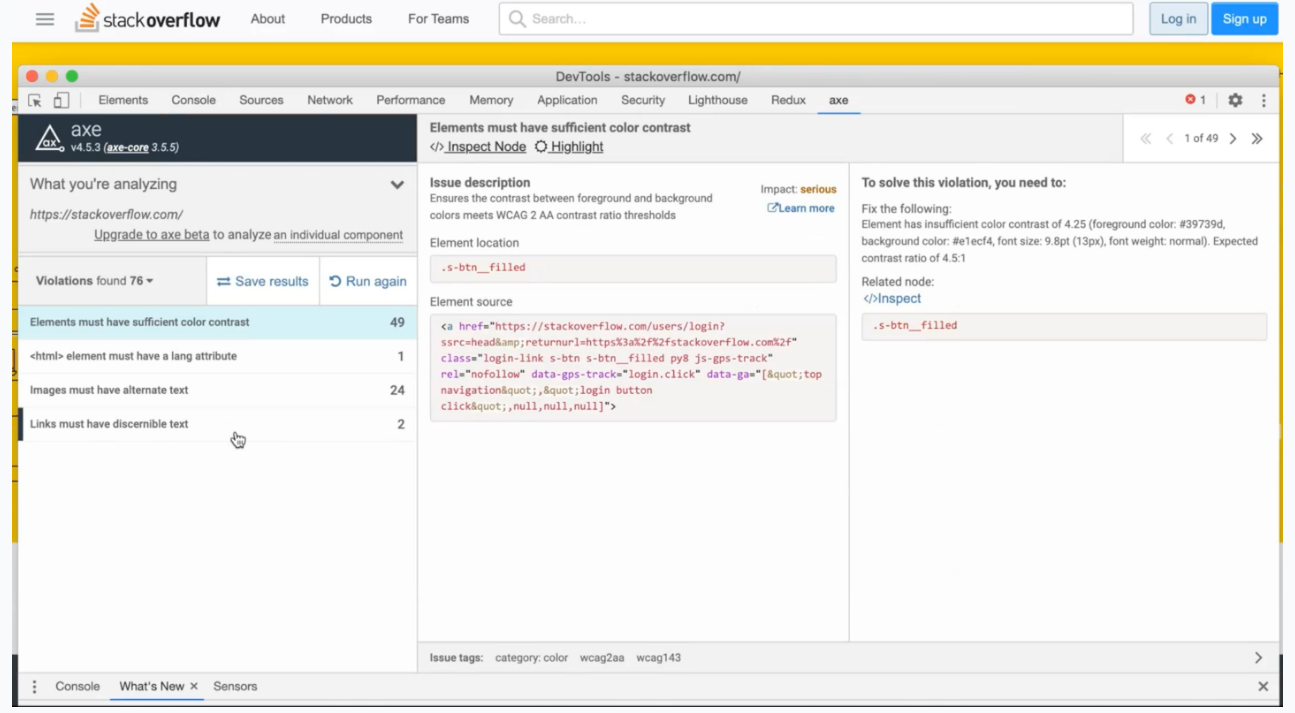 stackoverflow About Products For Teams Search... Log in Sign up
DevTools - stackoverflow.com/
Elements Console Sources Network Performance Memory Application Security Lighthouse Redux axe 1
axe
v4.5.3 (axe-core 3.5.5)
Elements must have sufficient color contrast
</> Inspect Node Highlight
1 of 49
What you're analyzing
https://stackoverflow.com/
Upgrade to axe beta to analyze an individual component
Violations found 76
Save results
Run again
Elements must have sufficient color contrast 49
<html> element must have a lang attribute 1
Images must have alternate text 24
Links must have discernible text 2
Issue description
Ensures the contrast between foreground and background
colors meets WCAG 2 AA contrast ratio thresholds
Impact: serious
Learn more
Element location
.s-btn__filled
Element source
<a href="https://stackoverflow.com/users/login?
ssrc=head&amp;returnurl=https%3a%2f%2fstackoverflow.com%2f"
class="login-link s-btn s-btn__filled py8 js-gps-track"
rel="nofollow" data-gps-track="login.click" data-ga="[&quot;top
navigation&quot;,&quot;login button
click&quot;,null,null,null]">
To solve this violation, you need to:
Fix the following:
Element has insufficient color contrast of 4.25 (foreground color: #39739d,
background color: #e1ecf4, font size: 9.8pt (13px), font weight: normal). Expected
contrast ratio of 4.5:1
Related node:
</>Inspect
.s-btn__filled
Issue tags: category: color wcag2aa wcag143
Console What's New × Sensors